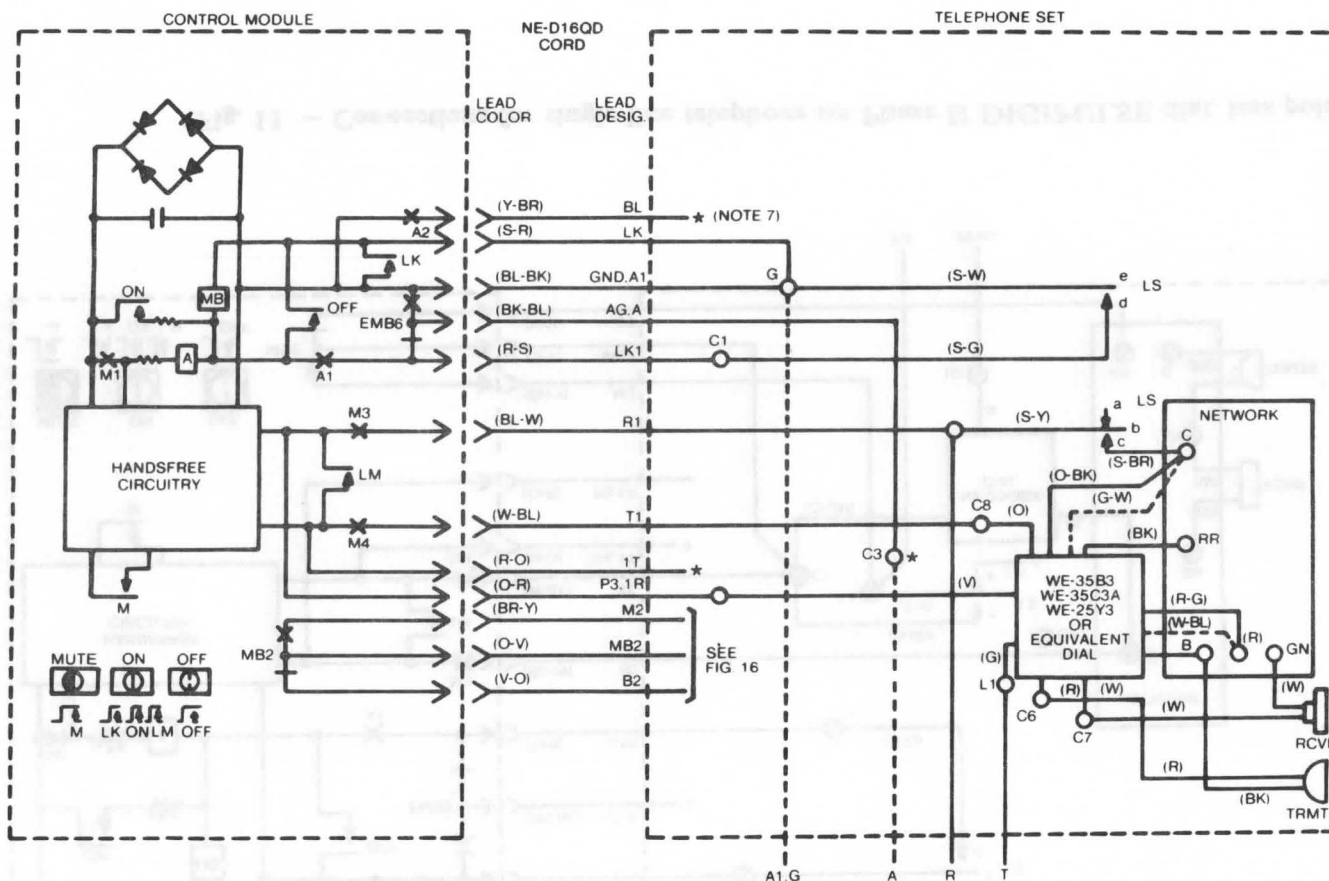 CONTROL MODULE
NE-D16QD
CORD
TELEPHONE SET
LEAD
COLOR
LEAD
DESIG.
(Y-BR) BL * (NOTE 7)
A2
(S-R) LK
LK
(BL-BK) GND.A1 G (S-W) e LS
d
ON MB OFF
EMB6
(BK-BL) AG.A
(R-S) LK1 C1 (S-G)
M1 A A1
M3
(BL-W) R1 (S-Y) a LS
b
c
(S-BR)
NETWORK
C
HANDSFREE
CIRCUITRY
LM
(O-BK)
(G-W)
(W-BL) T1 C8 (O)
M4
(BK) RR
C3 *
(R-O) 1T *
(O-R) P3.1R (V)
M
(BR-Y) M2
MB2
(O-V) MB2
(V-O) B2
SEE
FIG. 16
WE-35B3
WE-35C3A
WE-25Y3
OR
EQUIVALENT
DIAL
(R-G)
(W-BL)
B (R) GN
(G)
L1
C6 (R) (W)
C7 (W)
(W)
RCV
(R)
(BK)
TRMT
MUTE ON OFF
M LK ON LM OFF
A1.G A R T